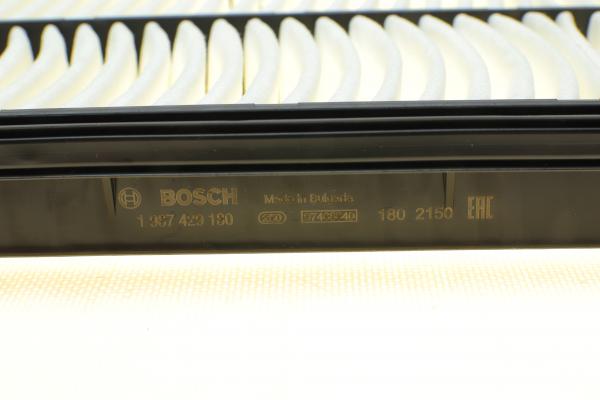 BOSCH Made in Bulgaria
1 987 429 180 180 2150 EAC